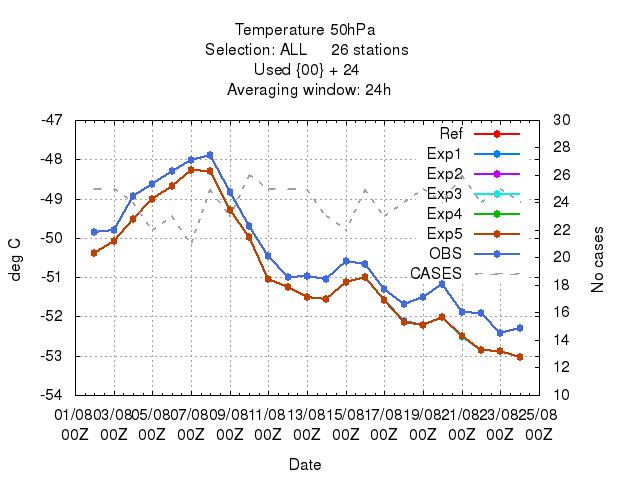 Temperature 50hPa
Selection: ALL 26 stations
Used {00} + 24
Averaging window: 24h
-47
-48
-49
-50
-51
-52
-53
-54
deg C
30
28
26
24
22
20
18
16
14
12
10
No cases
Ref
Exp1
Exp2
Exp3
Exp4
Exp5
OBS
CASES
01/08 03/08 05/08 07/08 09/08 11/08 13/08 15/08 17/08 19/08 21/08 23/08 25/08
00Z 00Z 00Z 00Z 00Z 00Z 00Z 00Z 00Z 00Z 00Z 00Z 00Z
Date